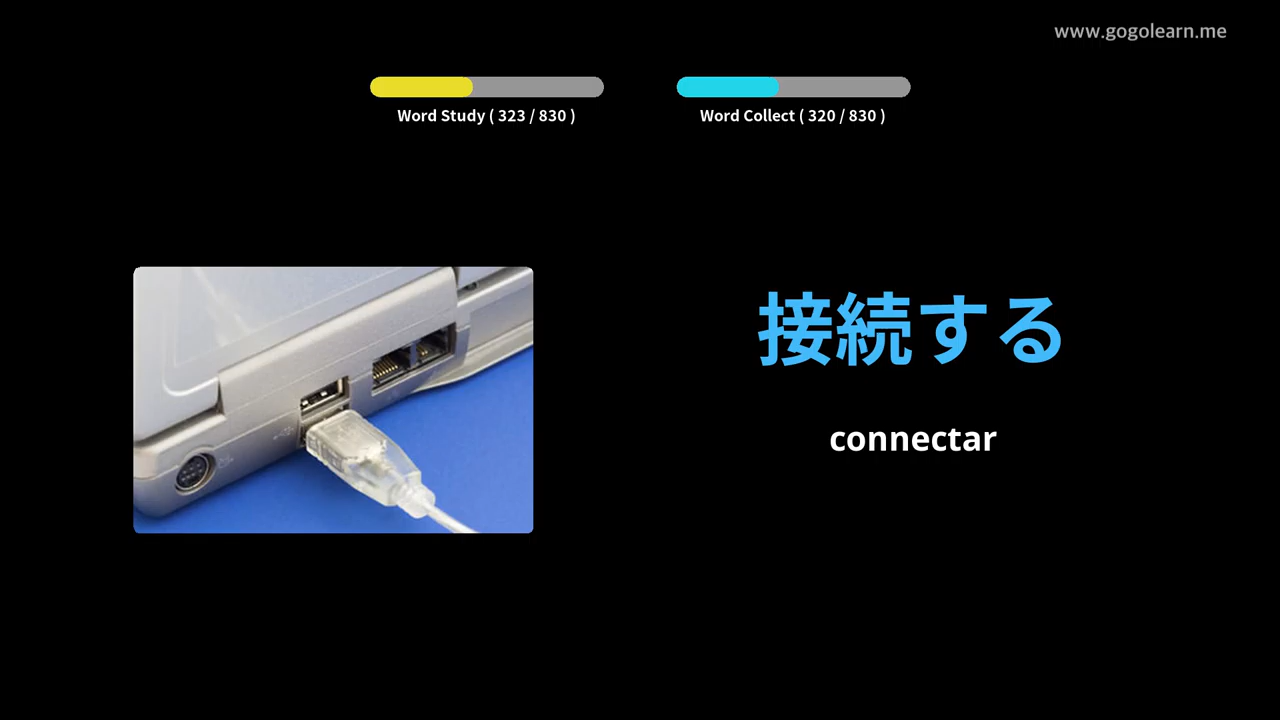 www.gogolearn.me
Word Study ( 323 / 830 )
Word Collect ( 320 / 830 )
接続する
connectar